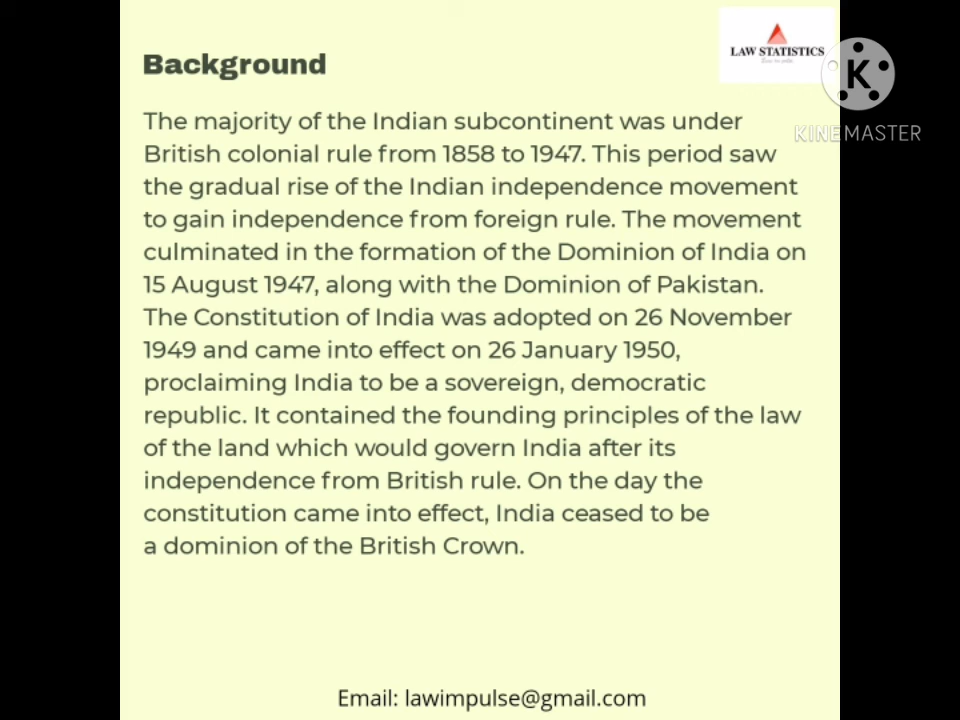 LAW STATISTICS
K
KINEMASTER
Background
The majority of the Indian subcontinent was under
British colonial rule from 1858 to 1947. This period saw
the gradual rise of the Indian independence movement
to gain independence from foreign rule. The movement
culminated in the formation of the Dominion of India on
15 August 1947, along with the Dominion of Pakistan.
The Constitution of India was adopted on 26 November
1949 and came into effect on 26 January 1950,
proclaiming India to be a sovereign, democratic
republic. It contained the founding principles of the law
of the land which would govern India after its
independence from British rule. On the day the
constitution came into effect, India ceased to be
a dominion of the British Crown.
Email: lawimpulse@gmail.com